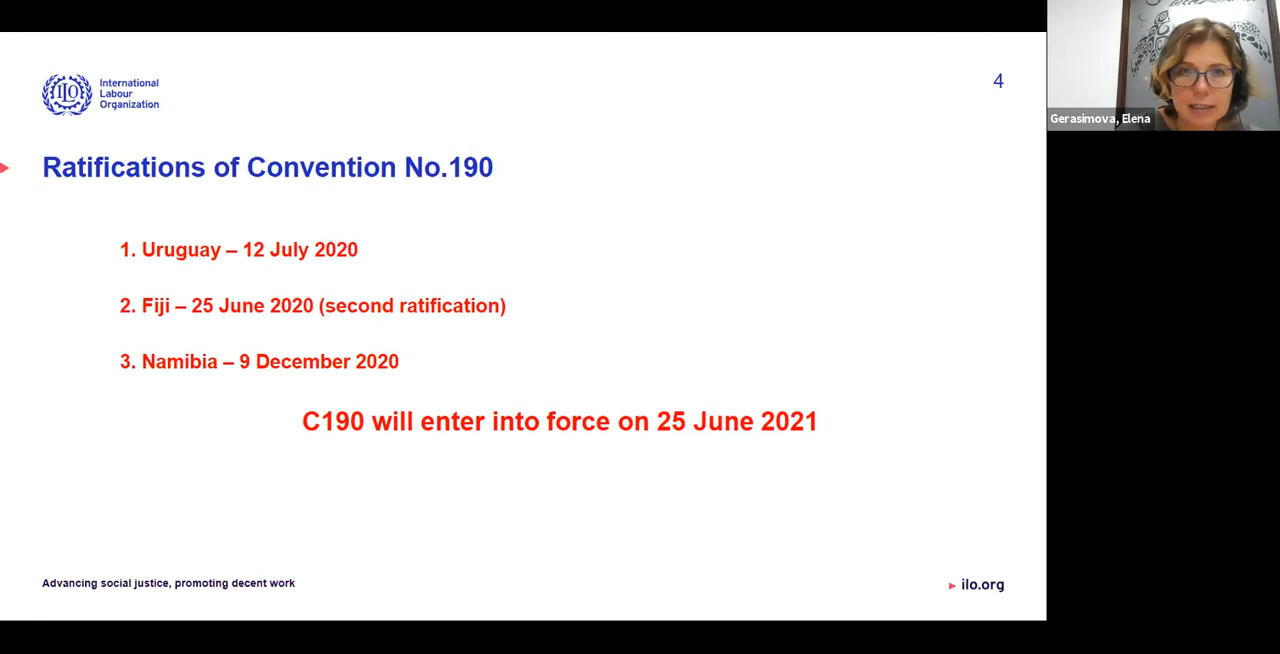 International
Labour
Organization
ILO
4
Gerasimova, Elena
Ratifications of Convention No.190
1. Uruguay – 12 July 2020
2. Fiji – 25 June 2020 (second ratification)
3. Namibia – 9 December 2020
C190 will enter into force on 25 June 2021
Advancing social justice, promoting decent work
ilo.org